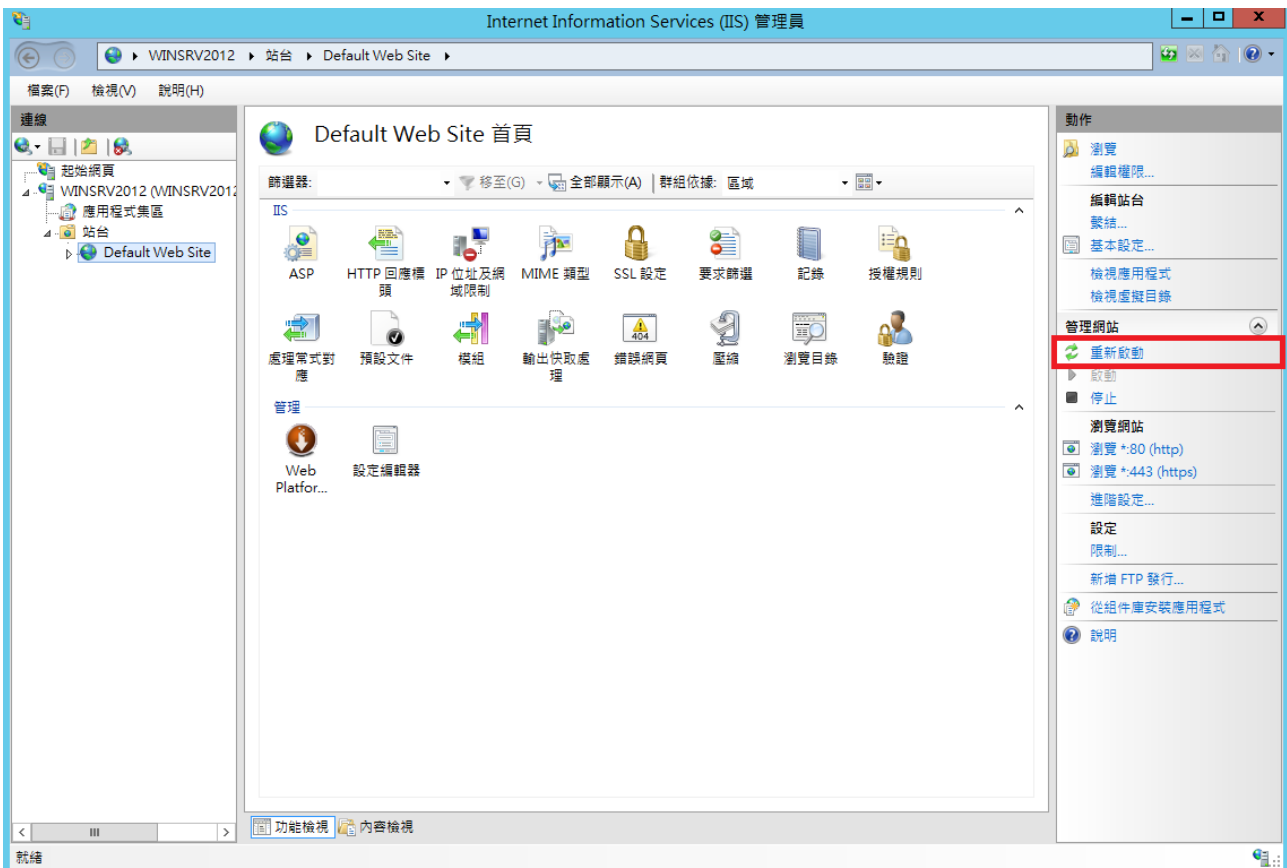 Internet Information Services (IIS) 管理員
WINSRV2012 站台 Default Web Site
檔案(F) 檢視(V) 說明(H)
連線
起始網頁
WINSRV2012 (WINSRV2012
應用程式集區
站台
Default Web Site
Default Web Site 首頁
篩選器: 移至(G) 全部顯示(A) 群組依據: 區域
IIS
ASP
HTTP 回應標頭
IP 位址及網域限制
MIME 類型
SSL 設定
要求篩選
記錄
授權規則
處理常式對應
預設文件
模組
輸出快取處理
404
錯誤網頁
壓縮
瀏覽目錄
驗證
管理
Web Platfor...
設定編輯器
功能檢視 內容檢視
動作
瀏覽
編輯權限...
編輯站台
繫結...
基本設定...
檢視應用程式
檢視虛擬目錄
管理網站
重新啟動
啟動
停止
瀏覽網站
瀏覽 *:80 (http)
瀏覽 *:443 (https)
進階設定...
設定
限制...
新增 FTP 發行...
從組件庫安裝應用程式
說明
就緒